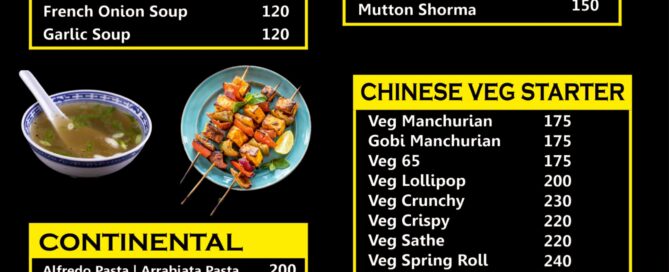 French Onion Soup 120
Garlic Soup 120
Mutton Shorma 150
CHINESE VEG STARTER
Veg Manchurian 175
Gobi Manchurian 175
Veg 65 175
Veg Lollipop 200
Veg Crunchy 230
Veg Crispy 220
Veg Sathe 220
Veg Spring Roll 240
CONTINENTAL
Alfredo Pasta | Arrabiata Pasta 200